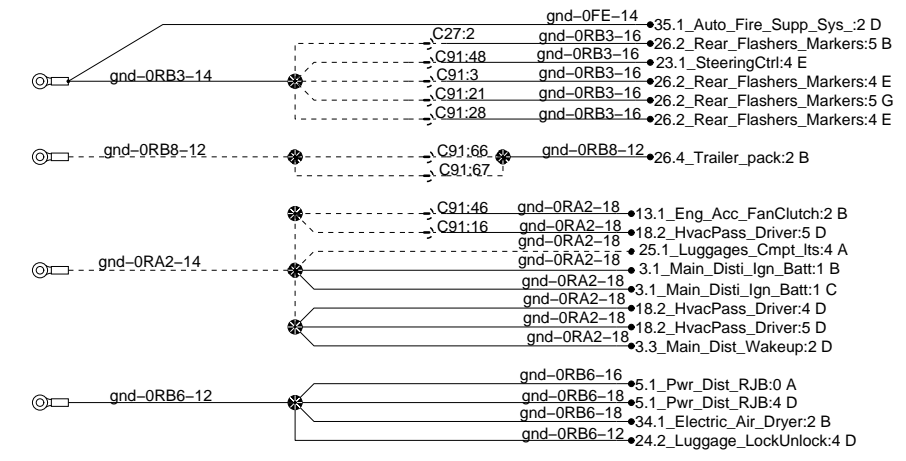 gnd–0FE–14 35.1_Auto_Fire_Supp_Sys_:2 D
C27:2 gnd–0RB3–16 26.2_Rear_Flashers_Markers:5 B
C91:48 gnd–0RB3–16 23.1_SteeringCtrl:4 E
gnd–0RB3–14 C91:3 gnd–0RB3–16 26.2_Rear_Flashers_Markers:4 E
C91:21 gnd–0RB3–16 26.2_Rear_Flashers_Markers:5 G
C91:28 gnd–0RB3–16 26.2_Rear_Flashers_Markers:4 E
gnd–0RB8–12 C91:66 gnd–0RB8–12 26.4_Trailer_pack:2 B
C91:67
C91:46 gnd–0RA2–18 13.1_Eng_Acc_FanClutch:2 B
C91:16 gnd–0RA2–18 18.2_HvacPass_Driver:5 D
gnd–0RA2–18 25.1_Luggages_Cmpt_lts:4 A
gnd–0RA2–14 gnd–0RA2–18 3.1_Main_Disti_Ign_Batt:1 B
gnd–0RA2–18 3.1_Main_Disti_Ign_Batt:1 C
gnd–0RA2–18 18.2_HvacPass_Driver:4 D
gnd–0RA2–18 18.2_HvacPass_Driver:5 D
gnd–0RA2–18 3.3_Main_Dist_Wakeup:2 D
gnd–0RB6–16 5.1_Pwr_Dist_RJB:0 A
gnd–0RB6–12 gnd–0RB6–18 5.1_Pwr_Dist_RJB:4 D
gnd–0RB6–18 34.1_Electric_Air_Dryer:2 B
gnd–0RB6–12 24.2_Luggage_LockUnlock:4 D